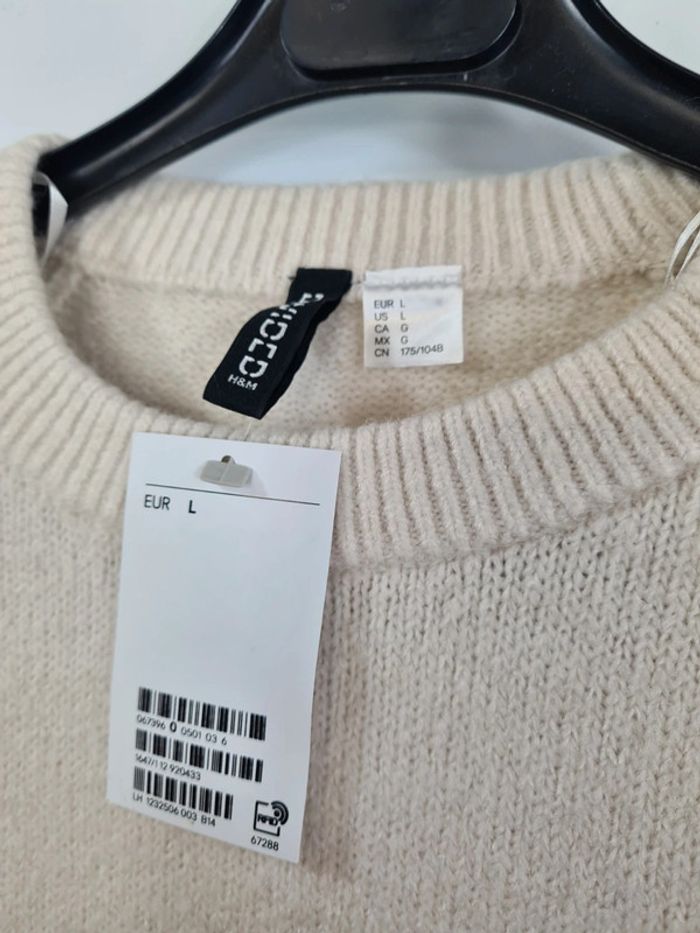 H&M
EUR L
US L
CA G
MX G
CN 175/104B
EUR L
067396 0 0501 03 6
1647/112 920433
LH 1232506 003 B14
RFID
67288